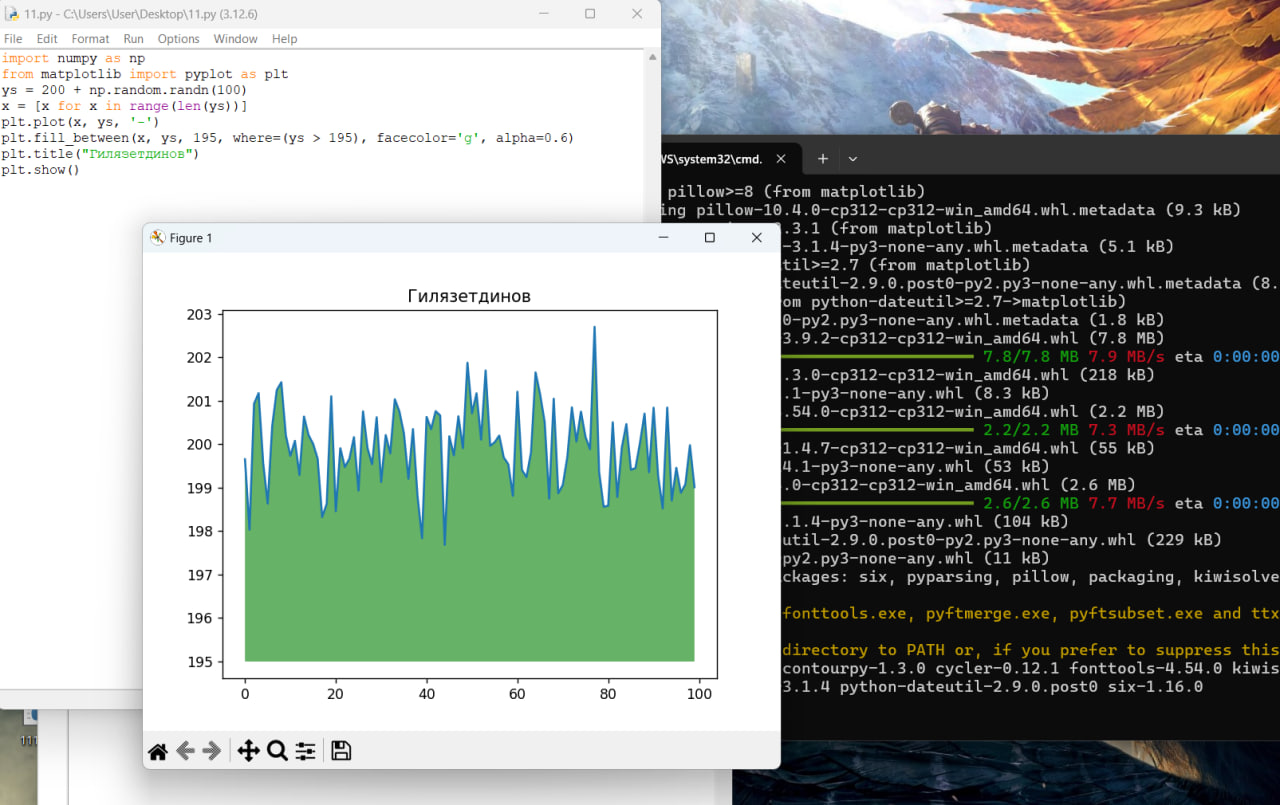 11.py - C:\Users\User\Desktop\11.py (3.12.6)
File Edit Format Run Options Window Help
import numpy as np
from matplotlib import pyplot as plt
ys = 200 + np.random.randn(100)
x = [x for x in range(len(ys))]
plt.plot(x, ys, '-')
plt.fill_between(x, ys, 195, where=(ys > 195), facecolor='g', alpha=0.6)
plt.title("Гилязетдинов")
plt.show()
Figure 1
Гилязетдинов
203
202
201
200
199
198
197
196
195
0 20 40 60 80 100
WS\system32\cmd.
pillow>=8 (from matplotlib)
ing pillow-10.4.0-cp312-cp312-win_amd64.whl.metadata (9.3 kB)
.3.1 (from matplotlib)
-3.1.4-py3-none-any.whl.metadata (5.1 kB)
til>=2.7 (from matplotlib)
teutil-2.9.0.post0-py2.py3-none-any.whl.metadata (8.
om python-dateutil>=2.7->matplotlib)
0-py2.py3-none-any.whl.metadata (1.8 kB)
3.9.2-cp312-cp312-win_amd64.whl (7.8 MB)
7.8/7.8 MB 7.9 MB/s eta 0:00:00
.3.0-cp312-cp312-win_amd64.whl (218 kB)
.1-py3-none-any.whl (8.3 kB)
.54.0-cp312-cp312-win_amd64.whl (2.2 MB)
2.2/2.2 MB 7.3 MB/s eta 0:00:00
1.4.7-cp312-cp312-win_amd64.whl (55 kB)
4.1-py3-none-any.whl (53 kB)
.0-cp312-cp312-win_amd64.whl (2.6 MB)
2.6/2.6 MB 7.7 MB/s eta 0:00:00
.1.4-py3-none-any.whl (104 kB)
util-2.9.0.post0-py2.py3-none-any.whl (229 kB)
py2.py3-none-any.whl (11 kB)
ckages: six, pyparsing, pillow, packaging, kiwisolve
fonttools.exe, pyftmerge.exe, pyftsubset.exe and ttx
directory to PATH or, if you prefer to suppress this
contourpy-1.3.0 cycler-0.12.1 fonttools-4.54.0 kiwis
3.1.4 python-dateutil-2.9.0.post0 six-1.16.0